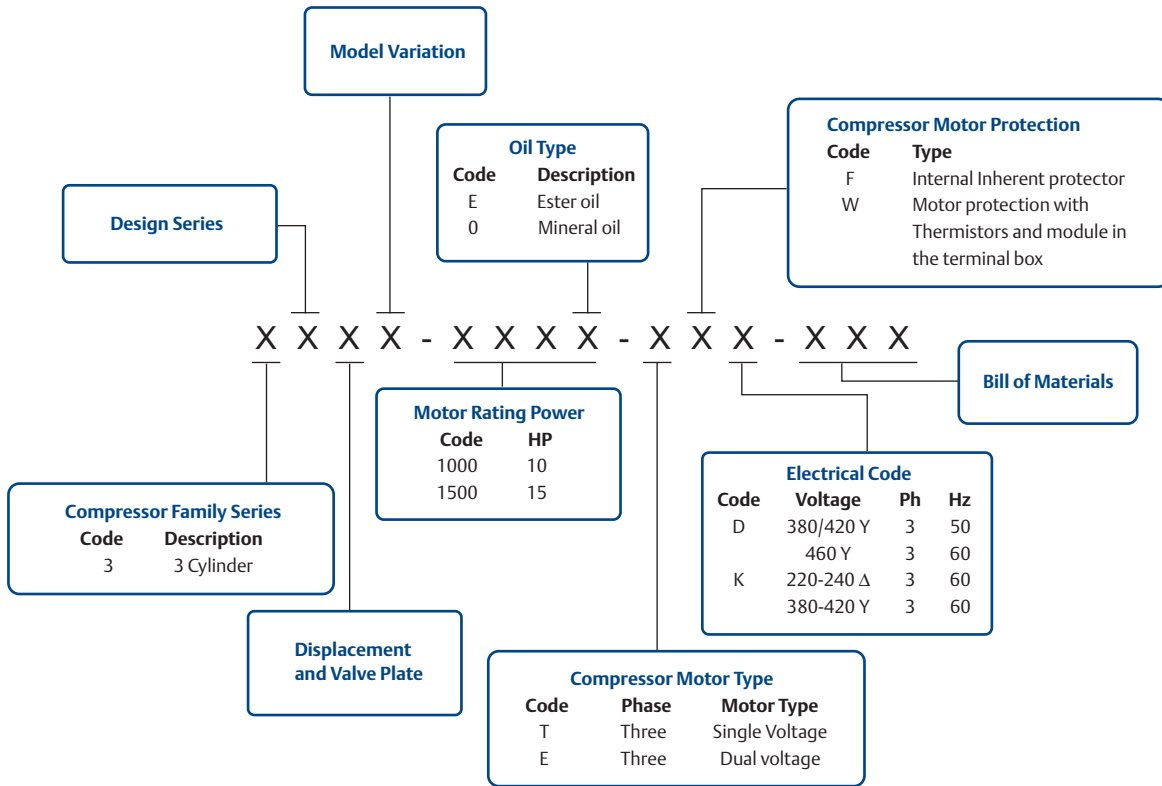 Model Variation
Oil Type
Code Description
E Ester oil
0 Mineral oil
Compressor Motor Protection
Code Type
F Internal Inherent protector
W Motor protection with
Thermistors and module in
the terminal box
Design Series
X X X X - X X X X - X X X - X X X
Bill of Materials
Motor Rating Power
Code HP
1000 10
1500 15
Electrical Code
Code Voltage Ph Hz
D 380/420 Y 3 50
460 Y 3 60
K 220-240 Δ 3 60
380-420 Y 3 60
Compressor Family Series
Code Description
3 3 Cylinder
Displacement
and Valve Plate
Compressor Motor Type
Code Phase Motor Type
T Three Single Voltage
E Three Dual voltage